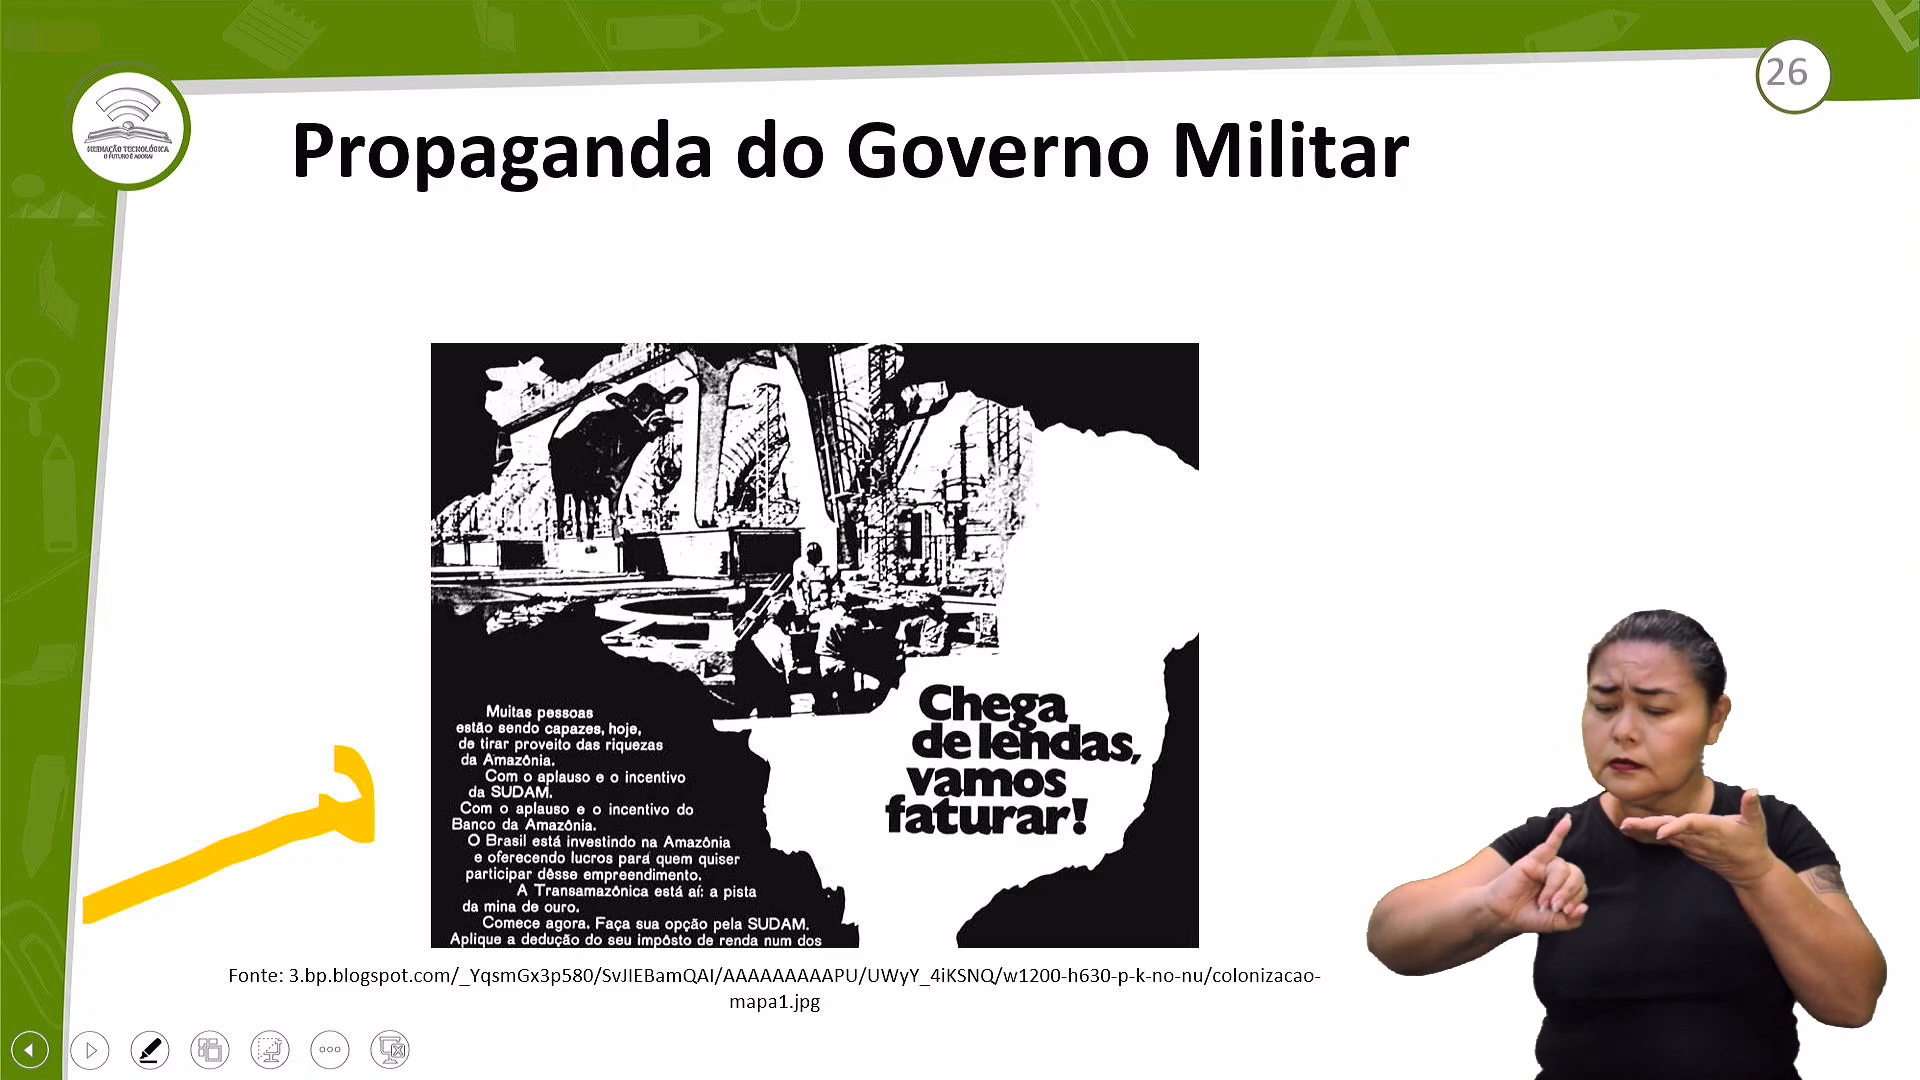 26
MEDIAÇÃO TECNOLÓGICA
O FUTURO É AGORA!
Propaganda do Governo Militar
Muitas pessoas
estão sendo capazes, hoje,
de tirar proveito das riquezas
da Amazônia.
Com o aplauso e o incentivo
da SUDAM.
Com o aplauso e o incentivo do
Banco da Amazônia.
O Brasil está investindo na Amazônia
e oferecendo lucros para quem quiser
participar dêsse empreendimento.
A Transamazônica está aí: a pista
da mina de ouro.
Comece agora. Faça sua opção pela SUDAM.
Aplique a dedução do seu impôsto de renda num dos
Chega
de lendas,
vamos
faturar!
Fonte: 3.bp.blogspot.com/_YqsmGx3p580/SvJIEBamQAI/AAAAAAAAAPU/UWyY_4iKSNQ/w1200-h630-p-k-no-nu/colonizacao-
mapa1.jpg